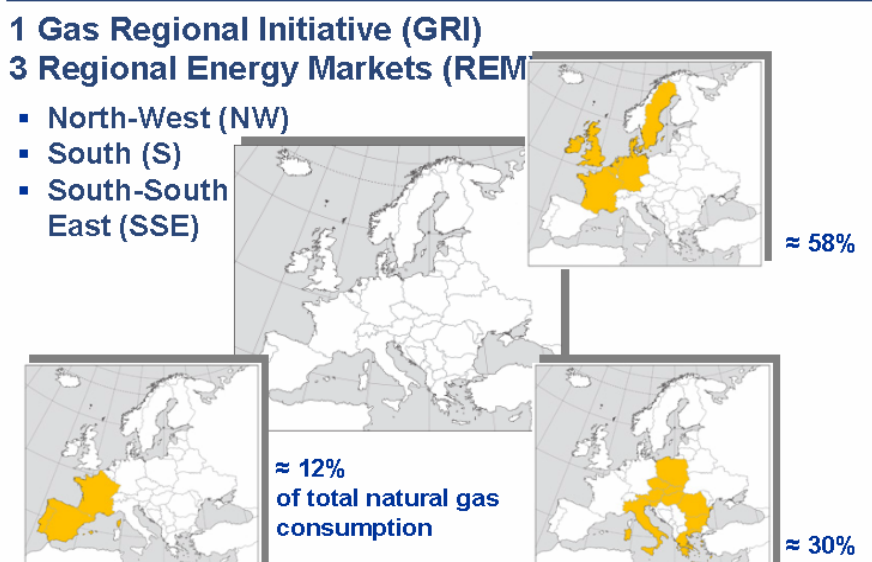 1 Gas Regional Initiative (GRI)
3 Regional Energy Markets (REM)
▪ North-West (NW)
▪ South (S)
▪ South-South
East (SSE)
≈ 58%
≈ 12%
of total natural gas
consumption
≈ 30%